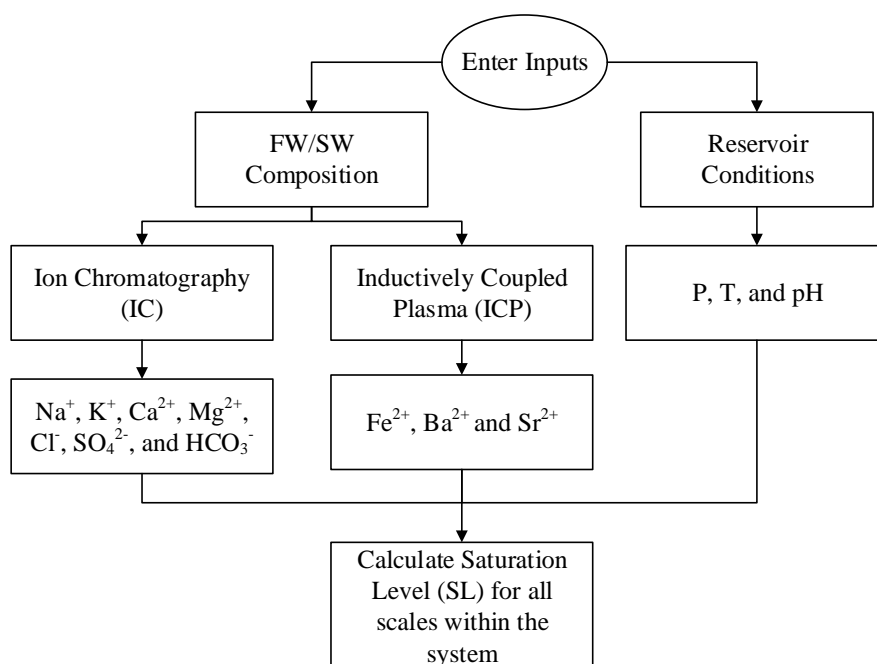 Enter Inputs
FW/SW
Composition
Reservoir
Conditions
Ion Chromatography
(IC)
Inductively Coupled
Plasma (ICP)
P, T, and pH
Na⁺, K⁺, Ca²⁺, Mg²⁺,
Cl⁻, SO₄²⁻, and HCO₃⁻
Fe²⁺, Ba²⁺ and Sr²⁺
Calculate Saturation
Level (SL) for all
scales within the
system